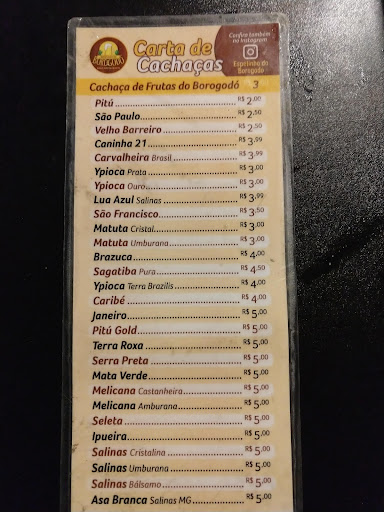 BOROGODÓ
Carta de
Cachaças
Confira também
no Instagram
Espetinho do
Borogodo
Cachaça de Frutas do Borogodó 3
Pitú R$ 2,00
São Paulo R$ 2,50
Velho Barreiro R$ 2,50
Caninha 21 R$ 3,99
Carvalheira Brasil R$ 3,99
Ypioca Prata R$ 3,00
Ypioca Ouro R$ 3,00
Lua Azul Salinas R$ 3,99
São Francisco R$ 3,50
Matuta Cristal R$ 3,00
Matuta Umburana R$ 3,00
Brazuca R$ 4,00
Sagatiba Pura R$ 4,50
Ypioca Terra Brazilis R$ 4,00
Caribé R$ 4,00
Janeiro R$ 5,00
Pitú Gold R$ 5,00
Terra Roxa R$ 5,00
Serra Preta R$ 5,00
Mata Verde R$ 5,00
Melicana Castanheira R$ 5,00
Melicana Amburana R$ 5,00
Seleta R$ 5,00
Ipueira R$ 5,00
Salinas Cristalina R$ 5,00
Salinas Umburana R$ 5,00
Salinas Bálsamo R$ 5,00
Asa Branca Salinas MG R$ 5,00